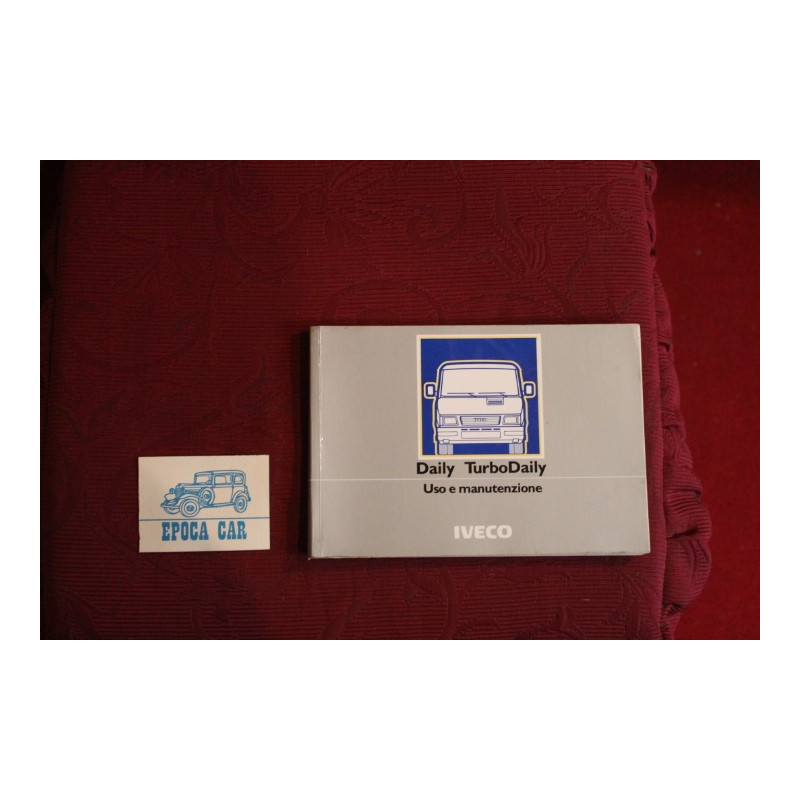 Daily TurboDaily
Uso e manutenzione
IVECO
EPOCA CAR